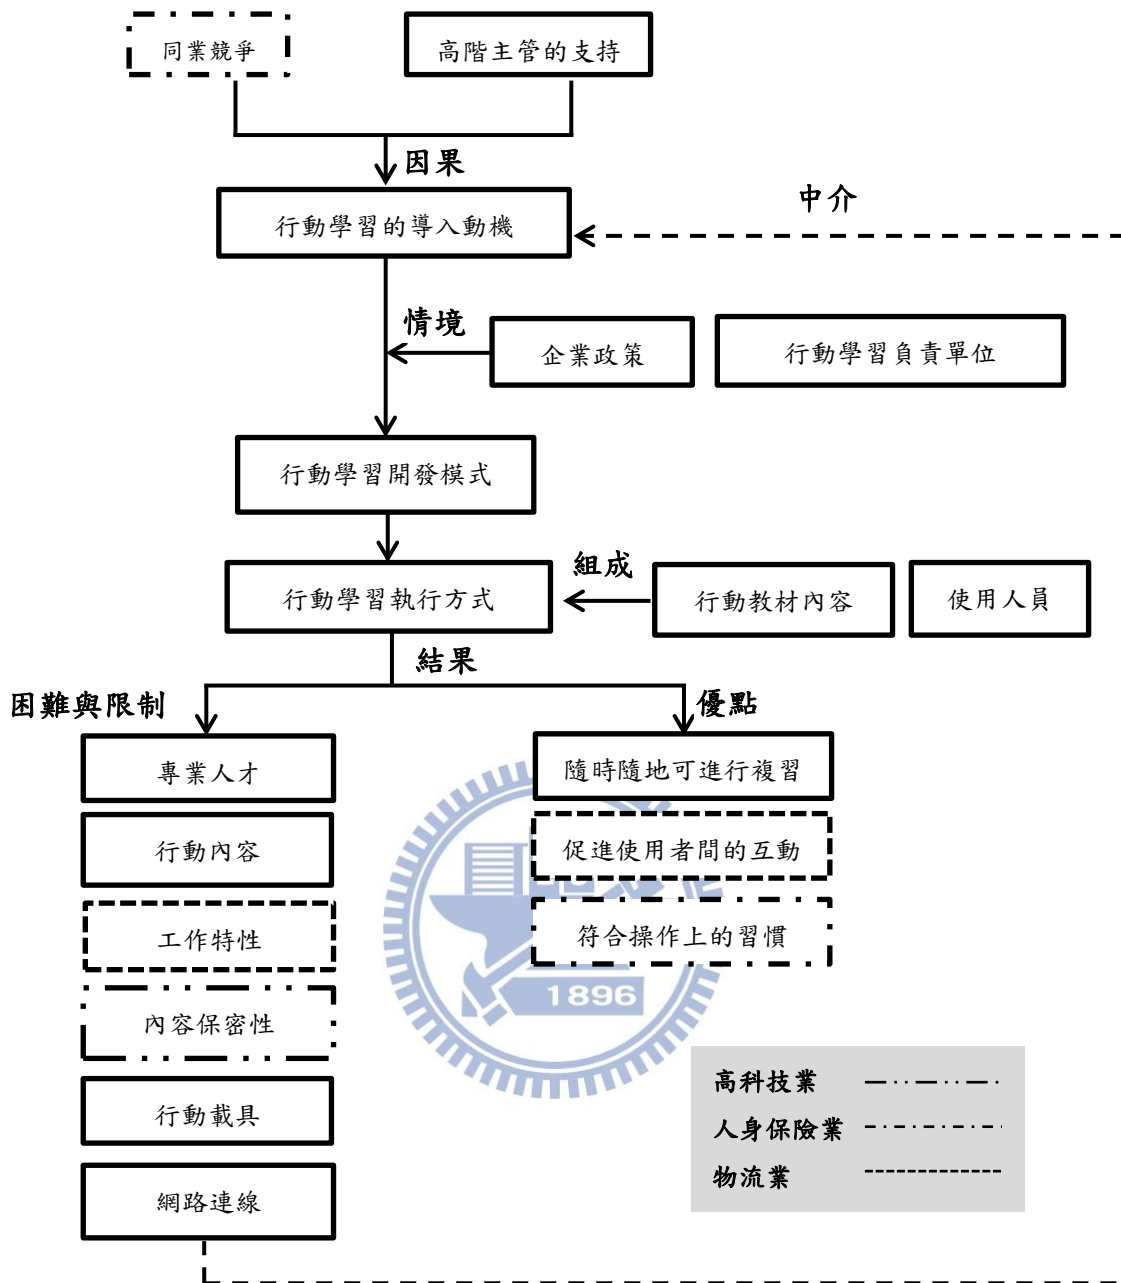 同業競爭
高階主管的支持
因果
行動學習的導入動機
中介
情境
企業政策
行動學習負責單位
行動學習開發模式
行動學習執行方式
組成
行動教材內容
使用人員
結果
困難與限制
優點
專業人才
隨時隨地可進行複習
行動內容
促進使用者間的互動
工作特性
符合操作上的習慣
內容保密性
1896
行動載具
網路連線
高科技業
人身保險業
物流業